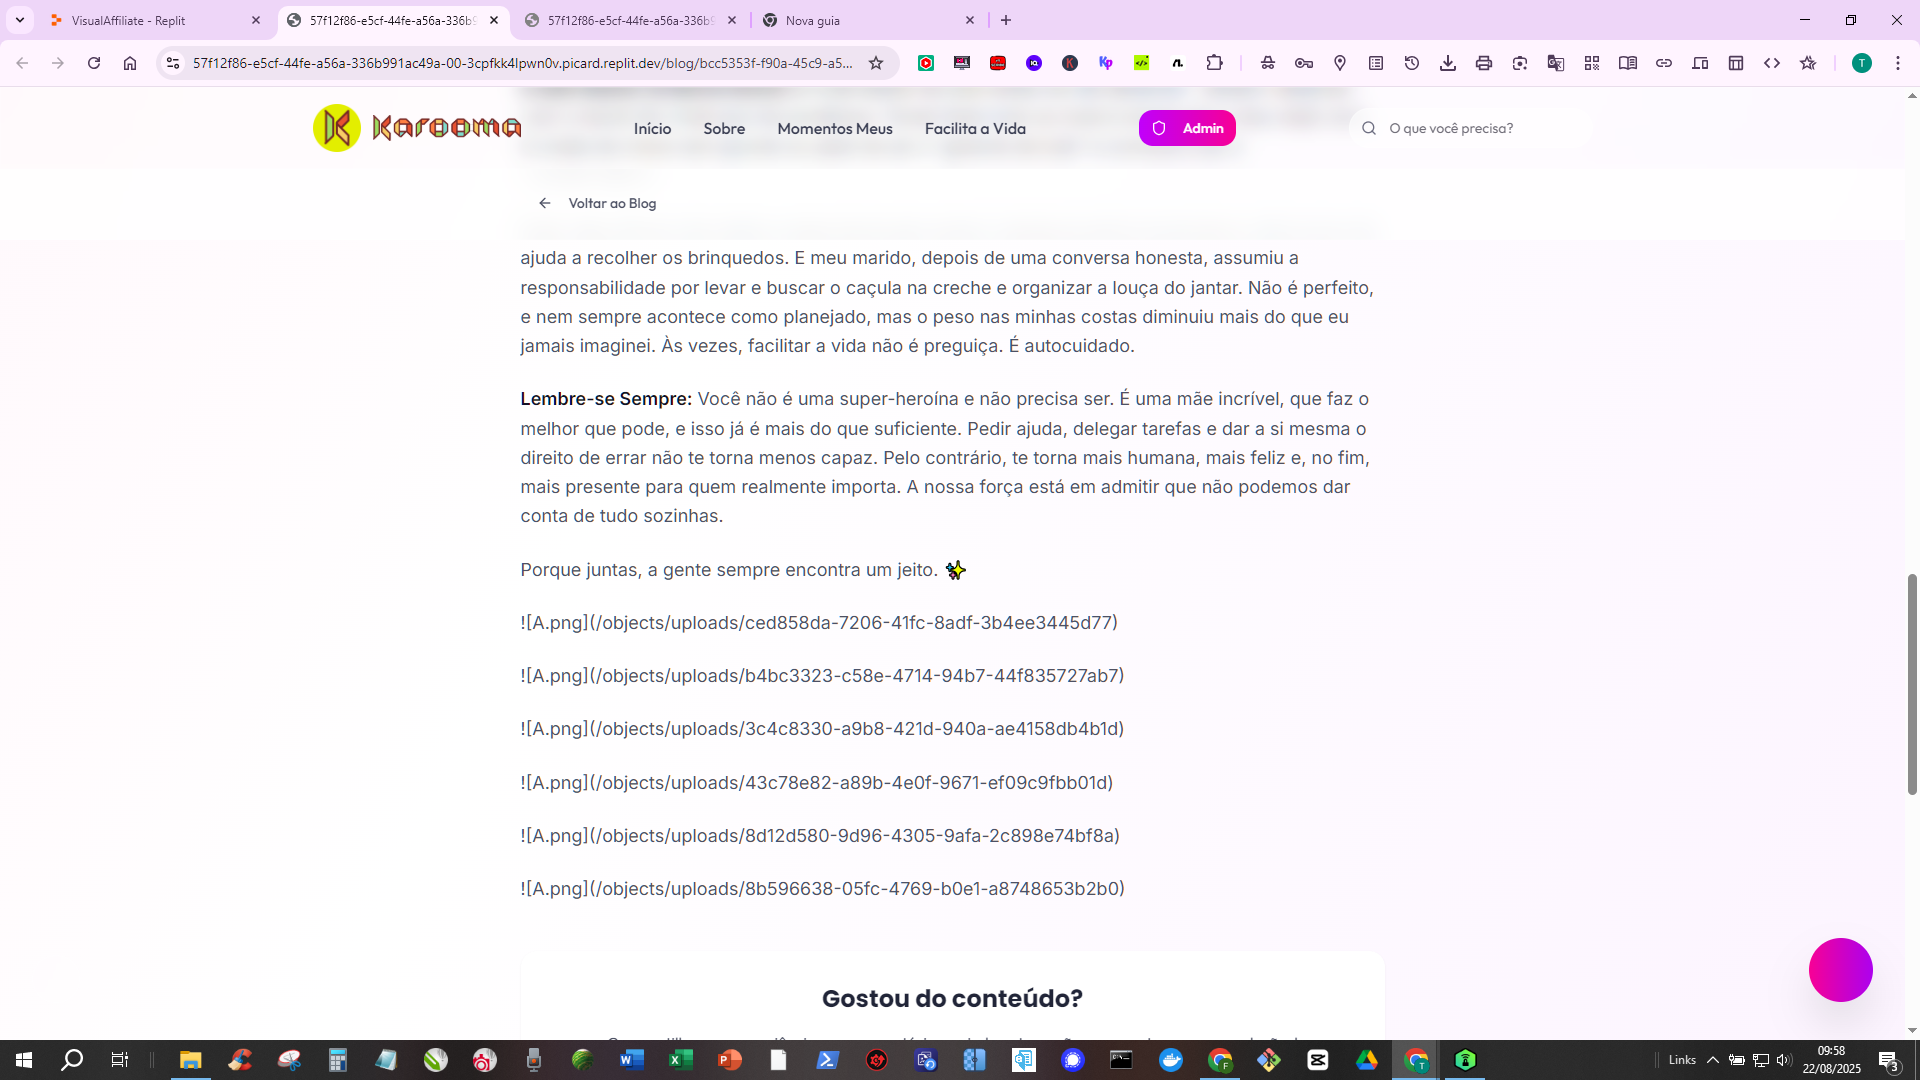 VisualAffiliate - Replit
57f12f86-e5cf-44fe-a56a-336b9
57f12f86-e5cf-44fe-a56a-336b9
Nova guia
57f12f86-e5cf-44fe-a56a-336b991ac49a-00-3cpfkk4lpwn0v.picard.replit.dev/blog/bcc5353f-f90a-45c9-a5...
Karooma
Início
Sobre
Momentos Meus
Facilita a Vida
Admin
O que você precisa?
Voltar ao Blog
ajuda a recolher os brinquedos. E meu marido, depois de uma conversa honesta, assumiu a
responsabilidade por levar e buscar o caçula na creche e organizar a louça do jantar. Não é perfeito,
e nem sempre acontece como planejado, mas o peso nas minhas costas diminuiu mais do que eu
jamais imaginei. Às vezes, facilitar a vida não é preguiça. É autocuidado.
Lembre-se Sempre: Você não é uma super-heroína e não precisa ser. É uma mãe incrível, que faz o
melhor que pode, e isso já é mais do que suficiente. Pedir ajuda, delegar tarefas e dar a si mesma o
direito de errar não te torna menos capaz. Pelo contrário, te torna mais humana, mais feliz e, no fim,
mais presente para quem realmente importa. A nossa força está em admitir que não podemos dar
conta de tudo sozinhas.
Porque juntas, a gente sempre encontra um jeito. ✨
![A.png](/objects/uploads/ced858da-7206-41fc-8adf-3b4ee3445d77)
![A.png](/objects/uploads/b4bc3323-c58e-4714-94b7-44f835727ab7)
![A.png](/objects/uploads/3c4c8330-a9b8-421d-940a-ae4158db4b1d)
![A.png](/objects/uploads/43c78e82-a89b-4e0f-9671-ef09c9fbb01d)
![A.png](/objects/uploads/8d12d580-9d96-4305-9afa-2c898e74bf8a)
![A.png](/objects/uploads/8b596638-05fc-4769-b0e1-a8748653b2b0)
Gostou do conteúdo?
Links
09:58
22/08/2025
3